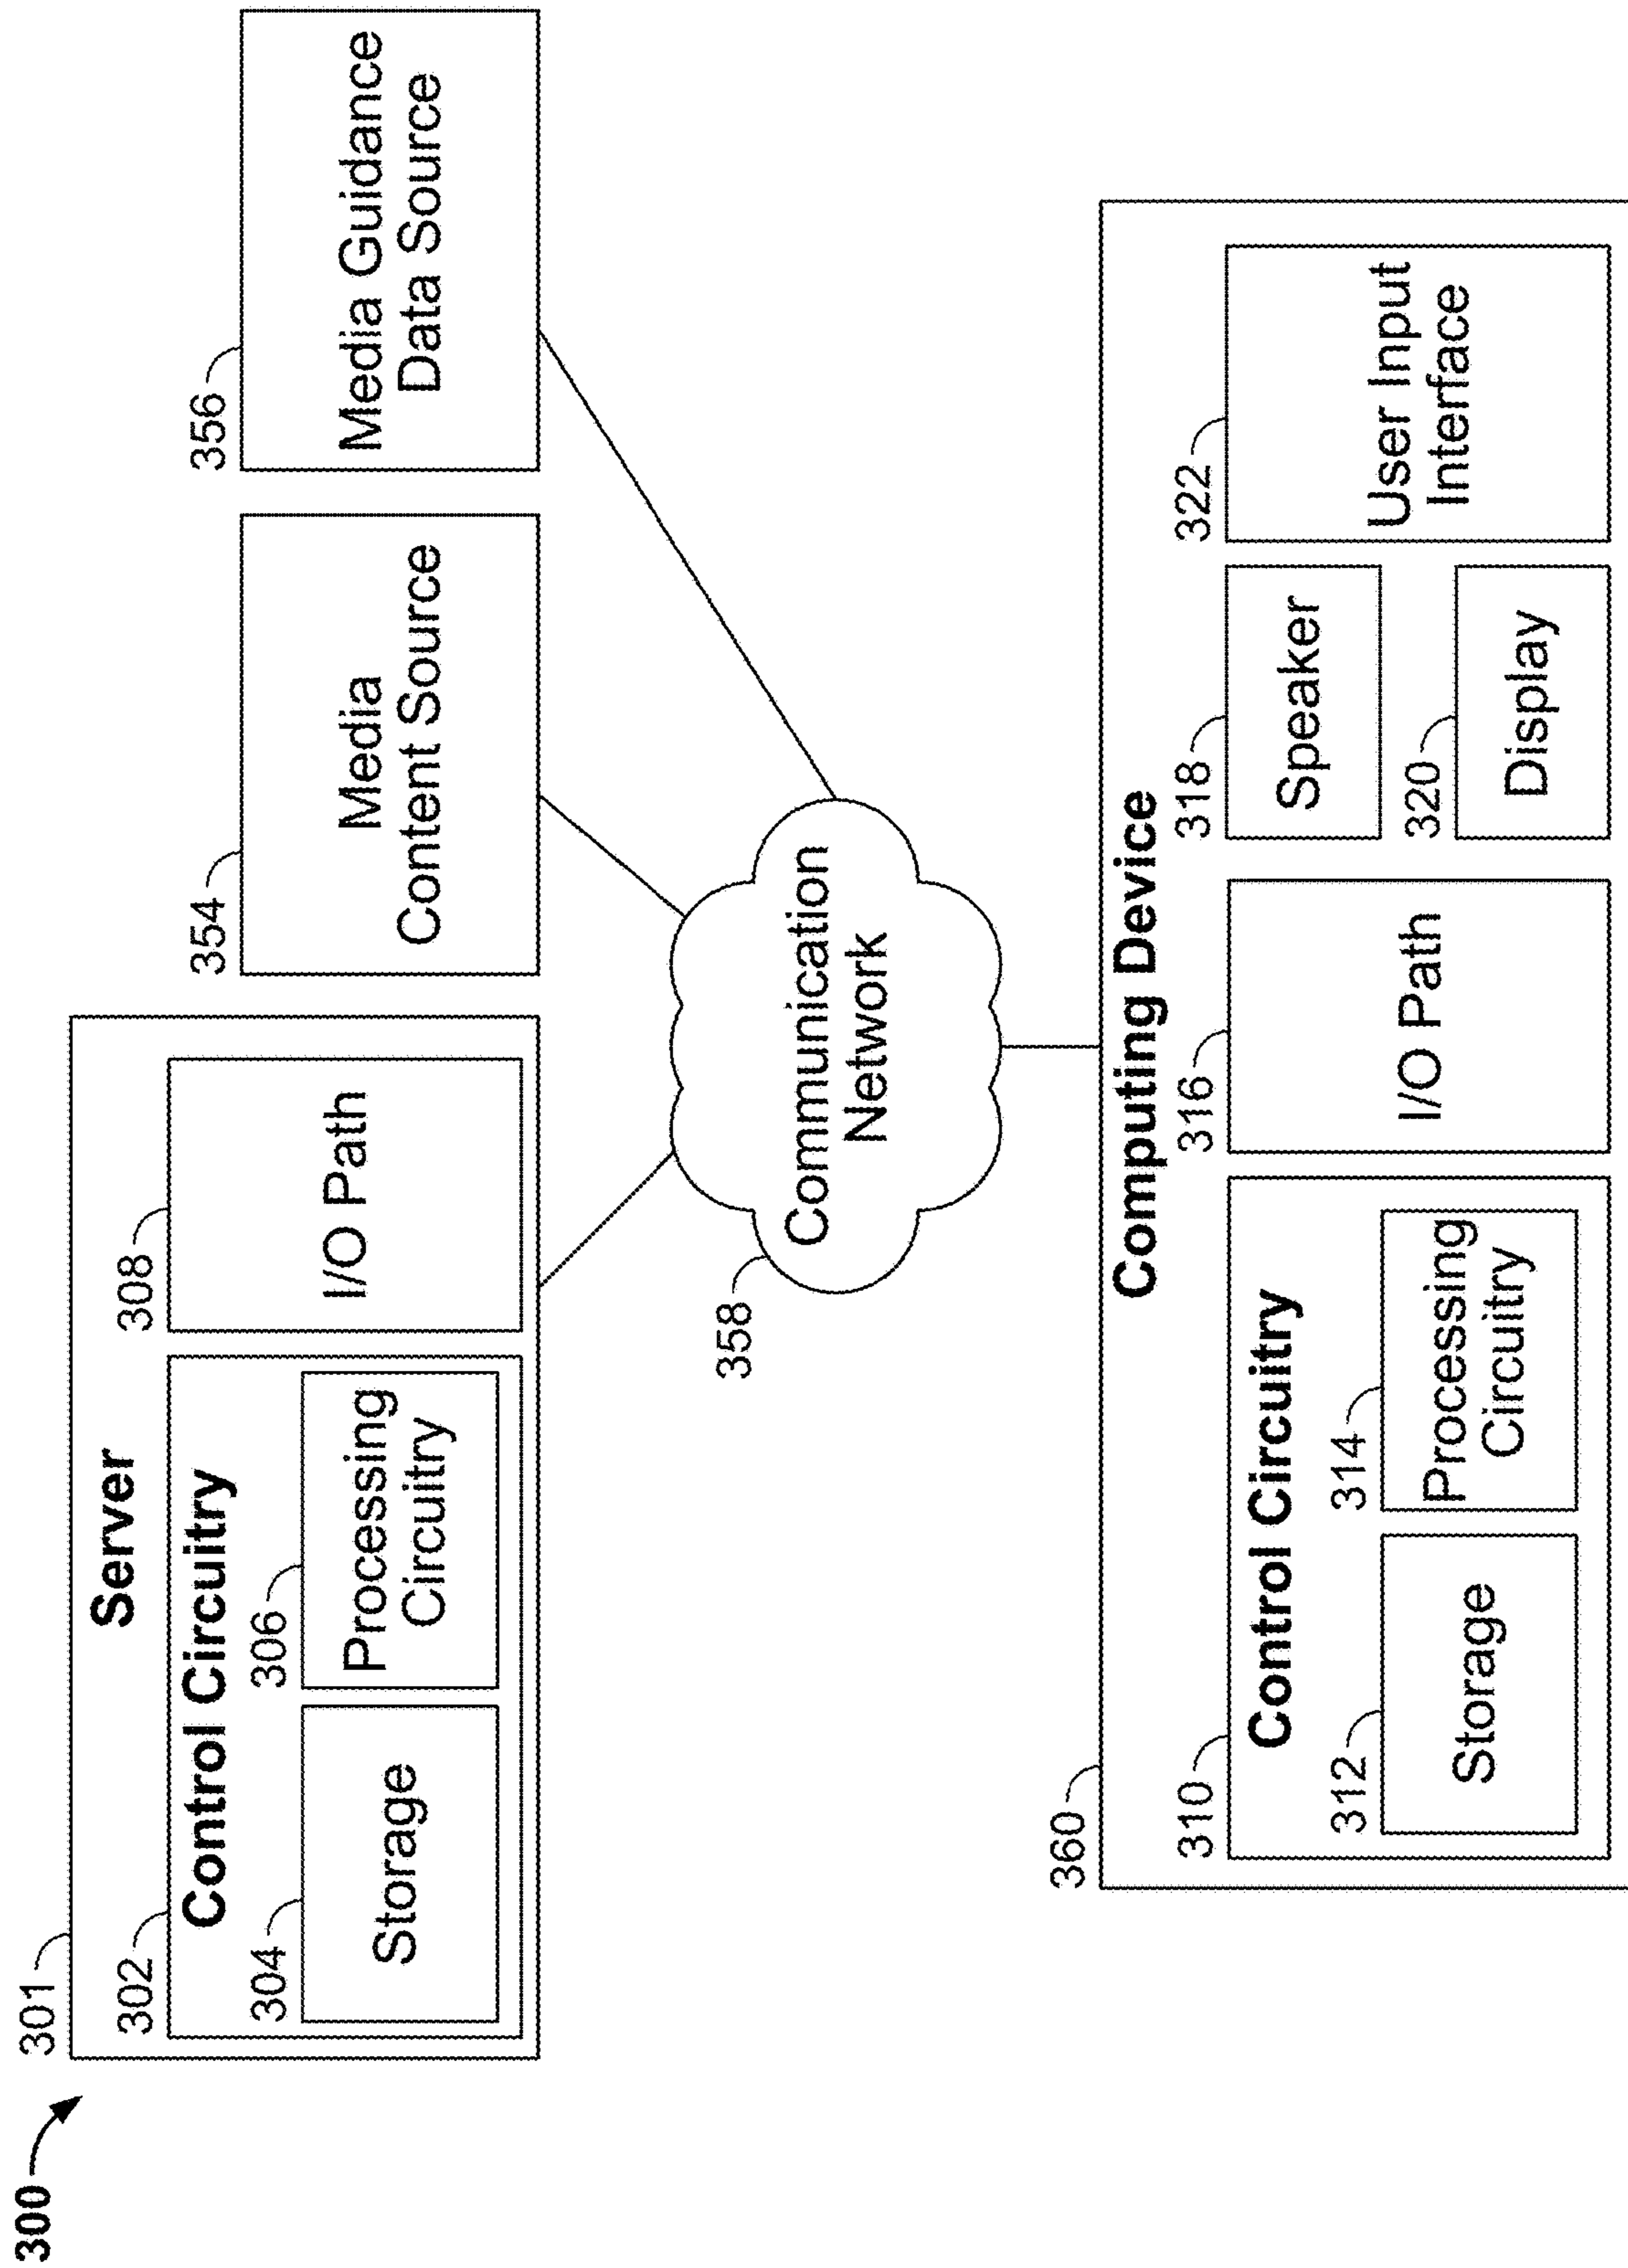 300
301
Server
302
Control Circuitry
304
Storage
306
Processing
Circuitry
308
I/O Path
354
Media
Content Source
356
Media Guidance
Data Source
358
Communication
Network
360
Computing Device
310
Control Circuitry
312
Storage
314
Processing
Circuitry
316
I/O Path
318
Speaker
320
Display
322
User Input
Interface